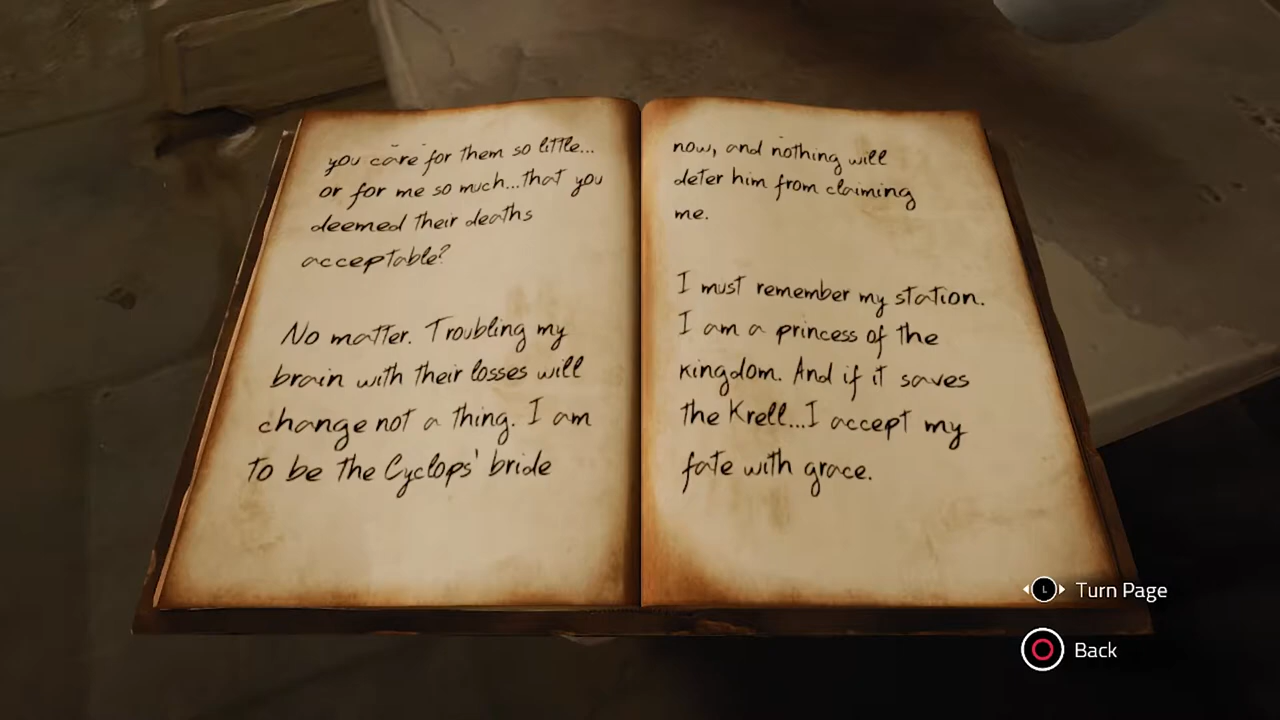 you care for them so little...
or for me so much...that you
deemed their deaths
acceptable?
No matter. Troubling my
brain with their losses will
change not a thing. I am
to be the Cyclops' bride
now, and nothing will
deter him from claiming
me.
I must remember my station.
I am a princess of the
kingdom. And if it saves
the Krell...I accept my
fate with grace.
L Turn Page
Back